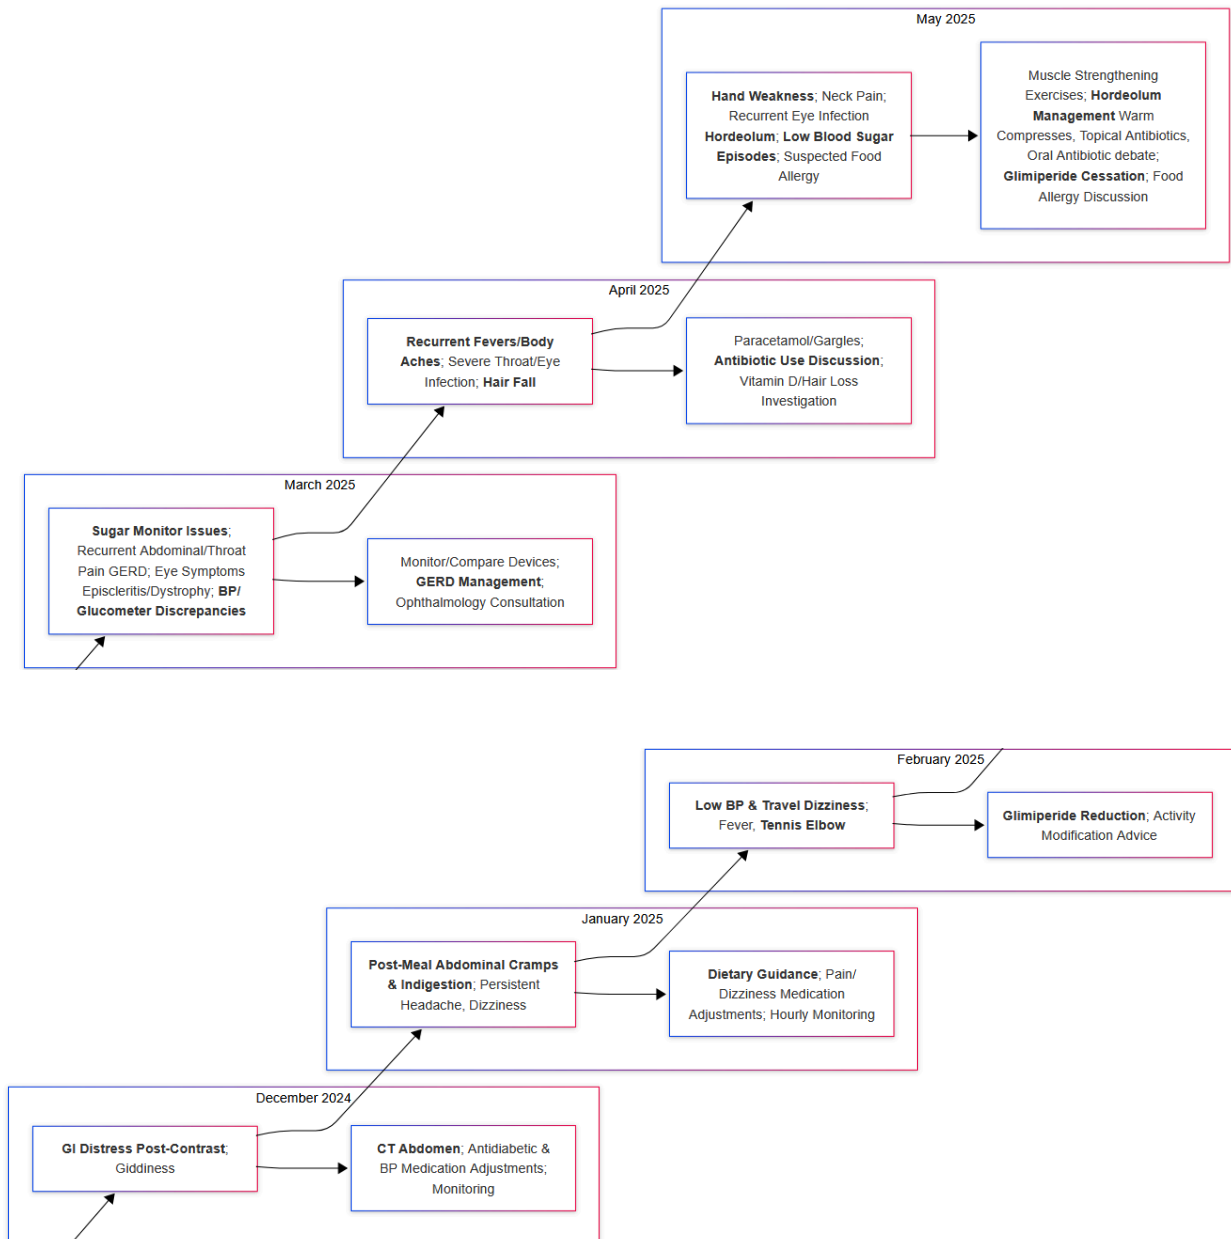 May 2025
Hand Weakness; Neck Pain;
Recurrent Eye Infection
Hordeolum; Low Blood Sugar
Episodes; Suspected Food
Allergy
Muscle Strengthening
Exercises; Hordeolum
Management Warm
Compresses, Topical Antibiotics,
Oral Antibiotic debate;
Glimiperide Cessation; Food
Allergy Discussion
April 2025
Recurrent Fevers/Body
Aches; Severe Throat/Eye
Infection; Hair Fall
Paracetamol/Gargles;
Antibiotic Use Discussion;
Vitamin D/Hair Loss
Investigation
March 2025
Sugar Monitor Issues;
Recurrent Abdominal/Throat
Pain GERD; Eye Symptoms
Episcleritis/Dystrophy; BP/
Glucometer Discrepancies
Monitor/Compare Devices;
GERD Management;
Ophthalmology Consultation
February 2025
Low BP & Travel Dizziness;
Fever, Tennis Elbow
Glimiperide Reduction; Activity
Modification Advice
January 2025
Post-Meal Abdominal Cramps
& Indigestion; Persistent
Headache, Dizziness
Dietary Guidance; Pain/
Dizziness Medication
Adjustments; Hourly Monitoring
December 2024
GI Distress Post-Contrast;
Giddiness
CT Abdomen; Antidiabetic &
BP Medication Adjustments;
Monitoring